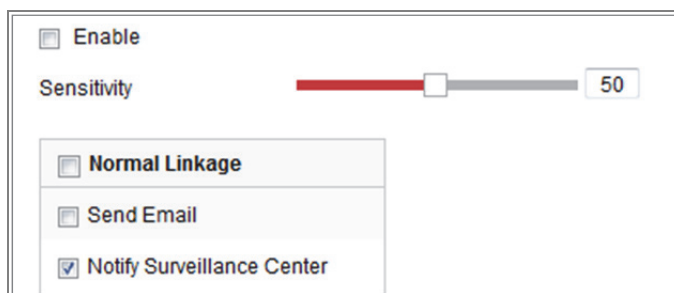 Enable
Sensitivity 50
Normal Linkage
Send Email
Notify Surveillance Center